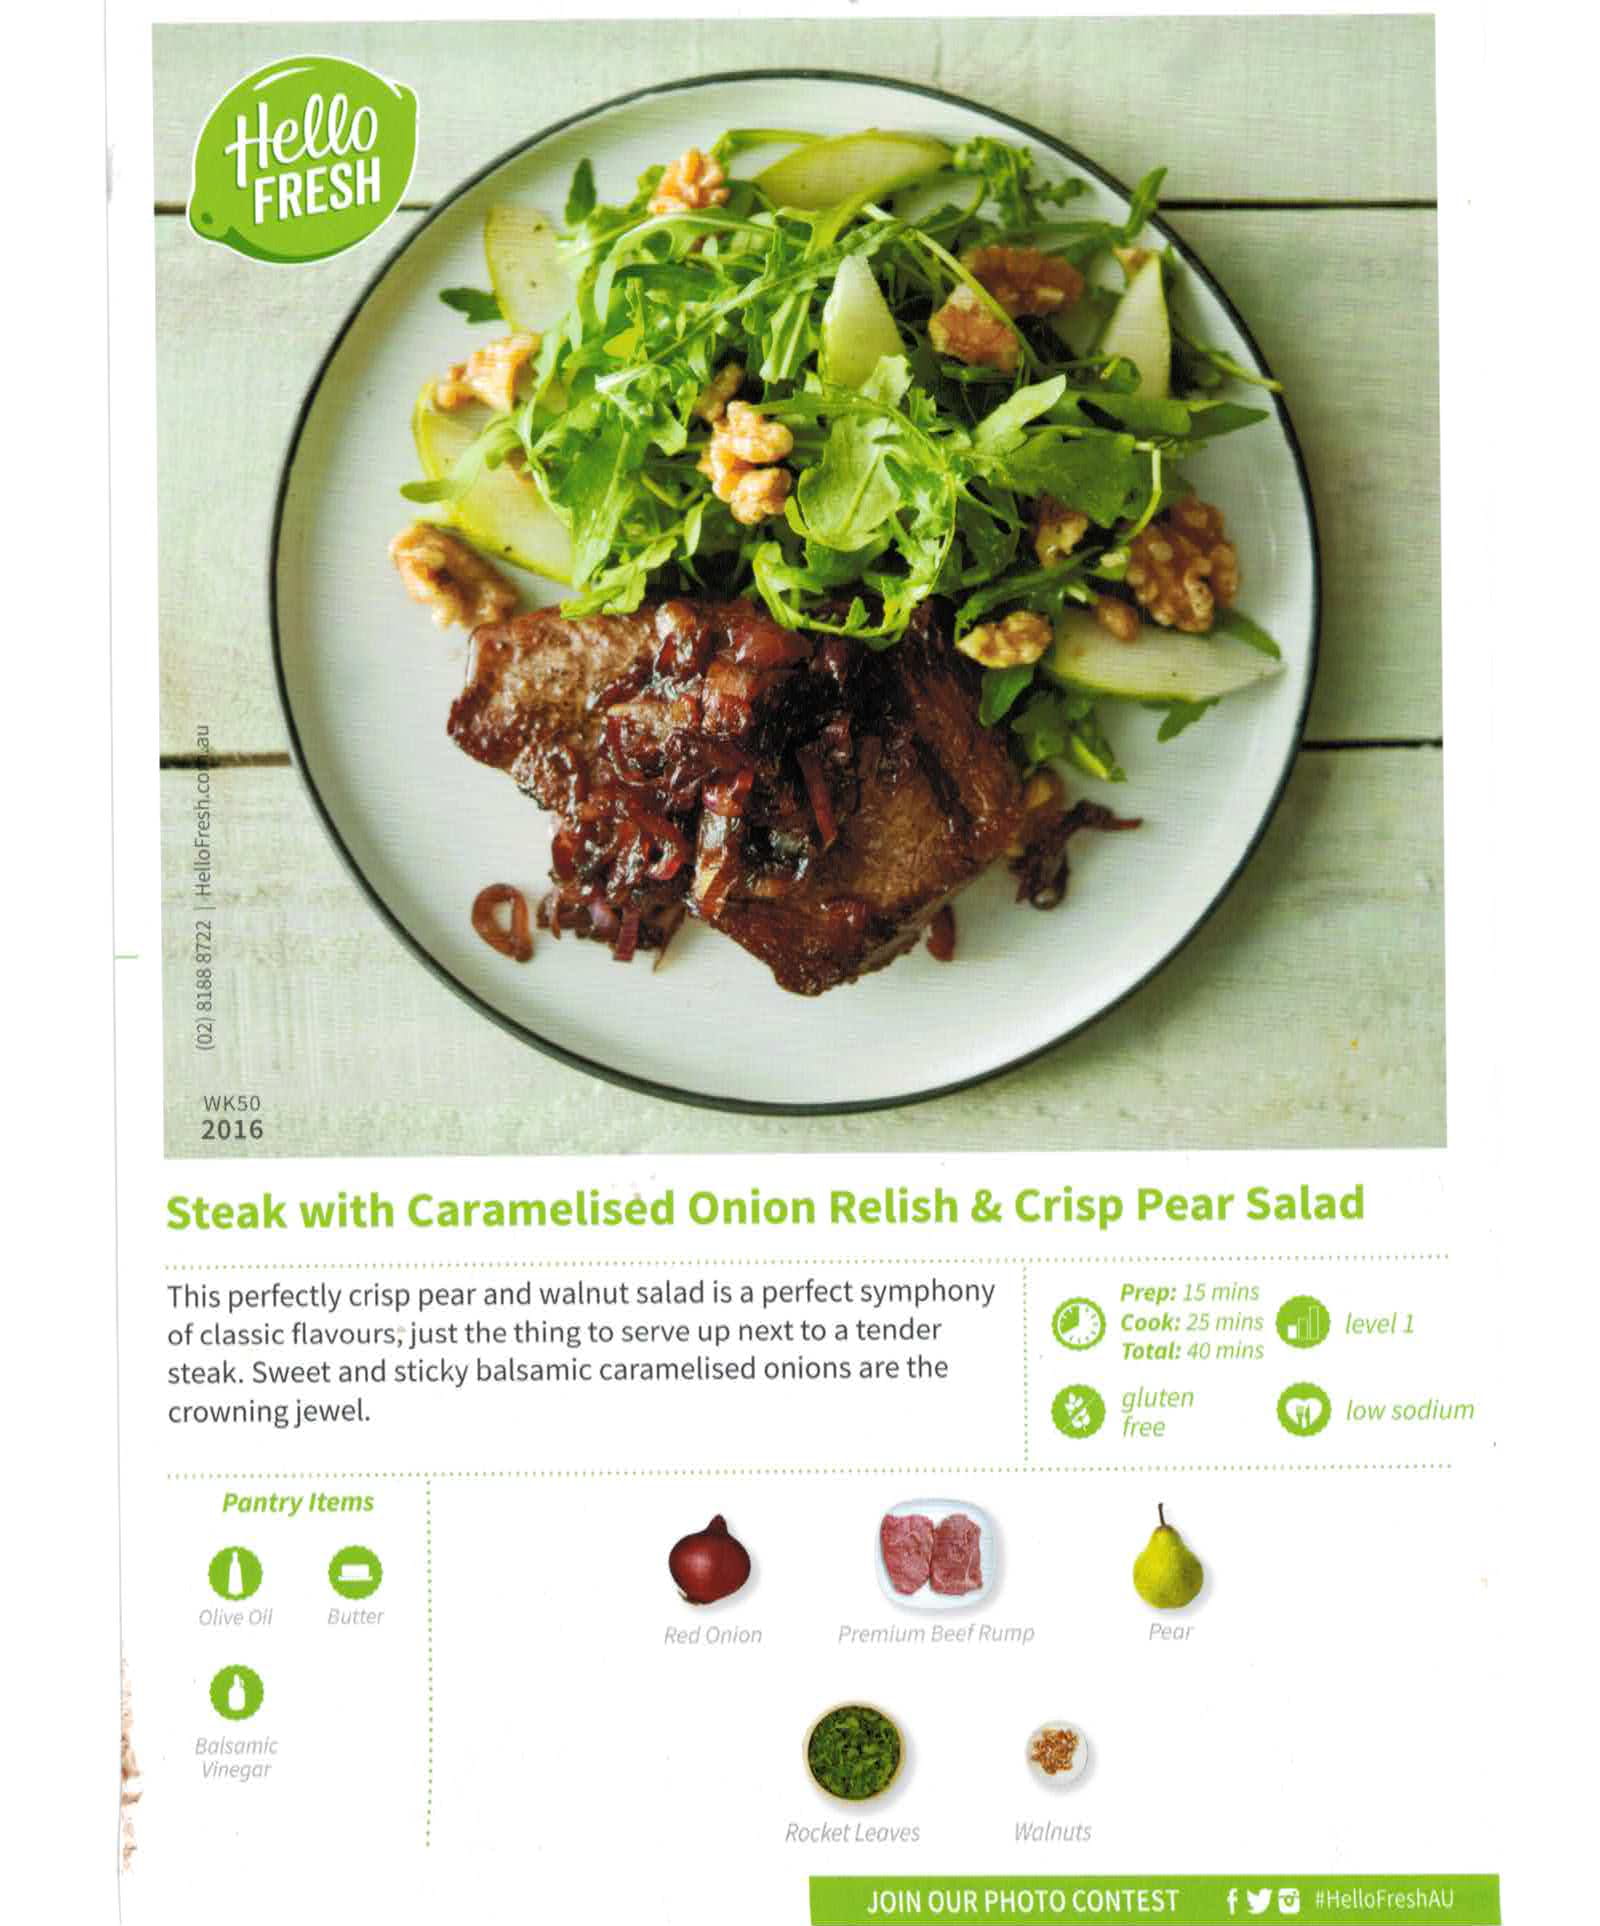 Hello
FRESH
(02) 8188 8722 | HelloFresh.com.au
WK50
2016
Steak with Caramelised Onion Relish & Crisp Pear Salad
This perfectly crisp pear and walnut salad is a perfect symphony
of classic flavours, just the thing to serve up next to a tender
steak. Sweet and sticky balsamic caramelised onions are the
crowning jewel.
Prep: 15 mins
Cook: 25 mins
Total: 40 mins
level 1
gluten
free
low sodium
Pantry Items
Olive Oil
Butter
Balsamic
Vinegar
Red Onion
Premium Beef Rump
Pear
Rocket Leaves
Walnuts
JOIN OUR PHOTO CONTEST
#HelloFreshAU